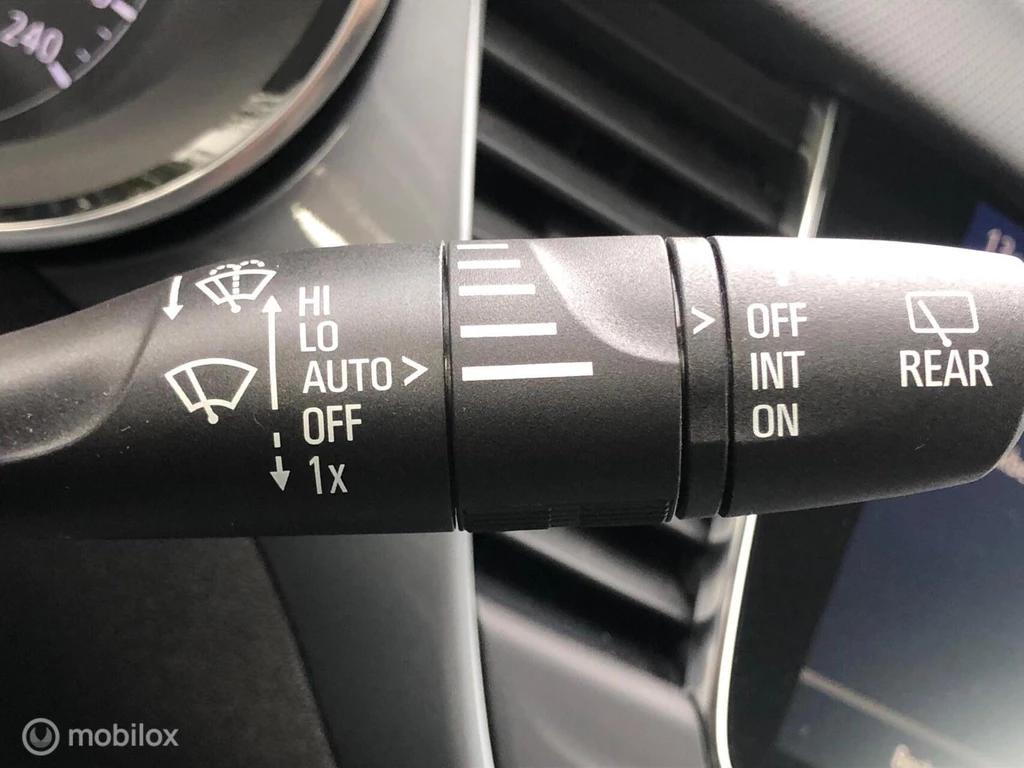 240
HI
LO
AUTO >
OFF
1x
> OFF
INT
ON
REAR
mobilox